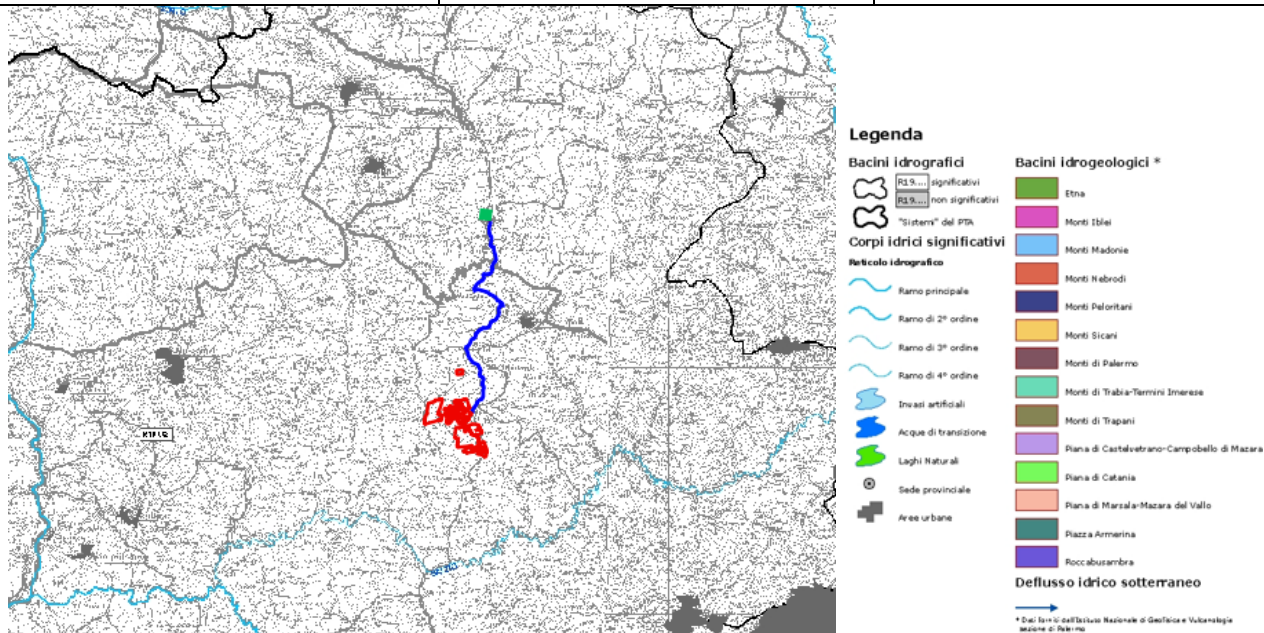 Legenda
Bacini idrografici
R19.... significativi
R19.... non significativi
"Sistemi" del PTA
Corpi idrici significativi
Reticolo idrografico
Ramo principale
Ramo di 2° ordine
Ramo di 3° ordine
Ramo di 4° ordine
Invasi artificiali
Acque di transizione
Laghi Naturali
Sede provinciale
Aree urbane
Bacini idrogeologici *
Etna
Monti Iblei
Monti Madonie
Monti Nebrodi
Monti Peloritani
Monti Sicani
Monti di Palermo
Monti di Trabia-Termini Imerese
Monti di Trapani
Piana di Castelvetrano-Campobello di Mazara
Piana di Catania
Piana di Marsala-Mazara del Vallo
Piazza Armerina
Roccabusambra
Deflusso idrico sotterraneo
* Dati forniti dall'Istituto Nazionale di Geofisica e Vulcanologia
sezione di Palermo